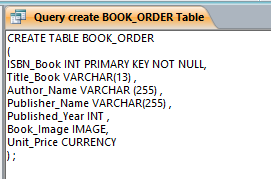 Query create BOOK_ORDER Table
CREATE TABLE BOOK_ORDER
(
ISBN_Book INT PRIMARY KEY NOT NULL,
Title_Book VARCHAR(13) ,
Author_Name VARCHAR (255) ,
Publisher_Name VARCHAR(255) ,
Published_Year INT ,
Book_Image IMAGE,
Unit_Price CURRENCY
) ;